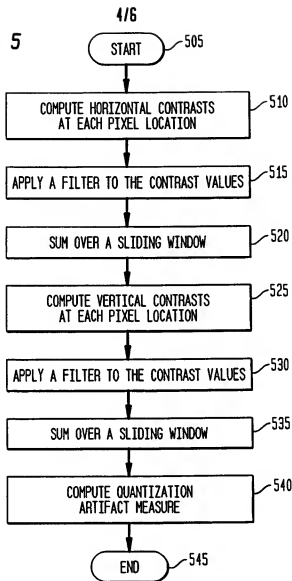 4/6
5
START
505
COMPUTE HORIZONTAL CONTRASTS
AT EACH PIXEL LOCATION
510
APPLY A FILTER TO THE CONTRAST VALUES
515
SUM OVER A SLIDING WINDOW
520
COMPUTE VERTICAL CONTRASTS
AT EACH PIXEL LOCATION
525
APPLY A FILTER TO THE CONTRAST VALUES
530
SUM OVER A SLIDING WINDOW
535
COMPUTE QUANTIZATION
ARTIFACT MEASURE
540
END
545